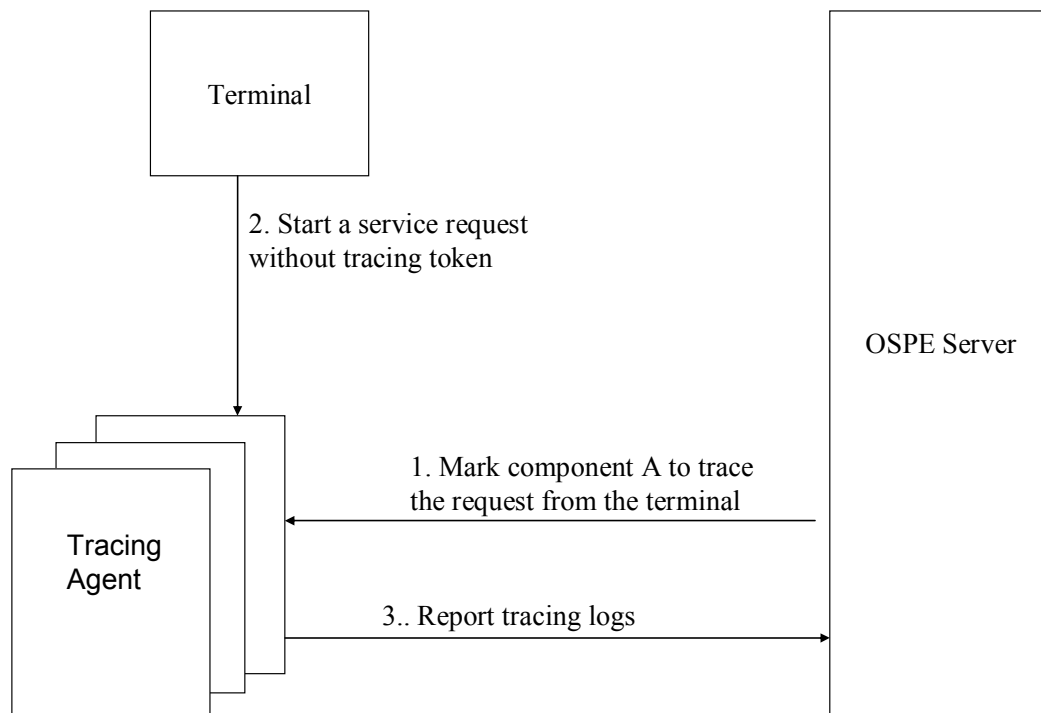 Terminal
2. Start a service request
without tracing token
OSPE Server
1. Mark component A to trace
the request from the terminal
Tracing
Agent
3.. Report tracing logs